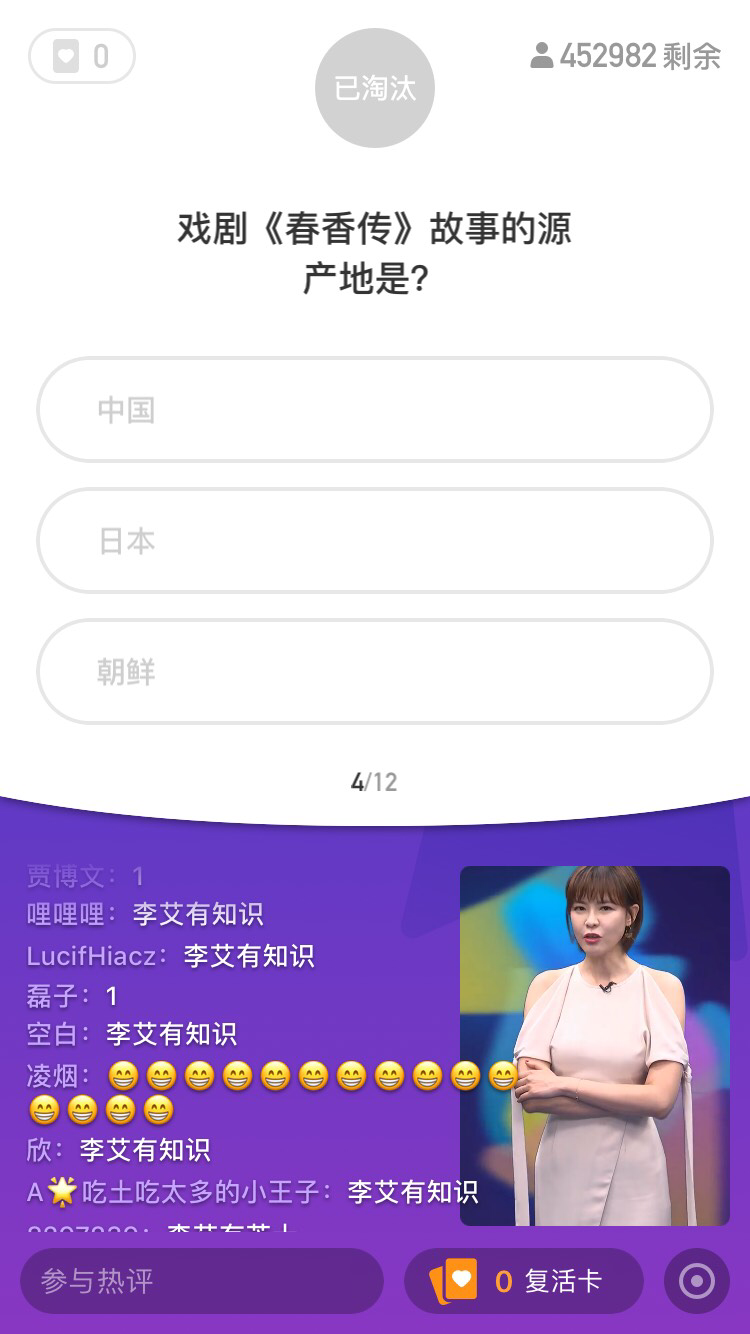 0
已淘汰
452982 剩余
戏剧《春香传》故事的源
产地是?
中国
日本
朝鲜
4/12
贾博文: 1
哩哩哩: 李艾有知识
LucifHiacz: 李艾有知识
磊子: 1
空白: 李艾有知识
凌烟: 😁😁😁😁😁😁😁😁😁😁😁
😁😁😁😁
欣: 李艾有知识
A🌟吃土吃太多的小王子: 李艾有知识
参与热评
0 复活卡